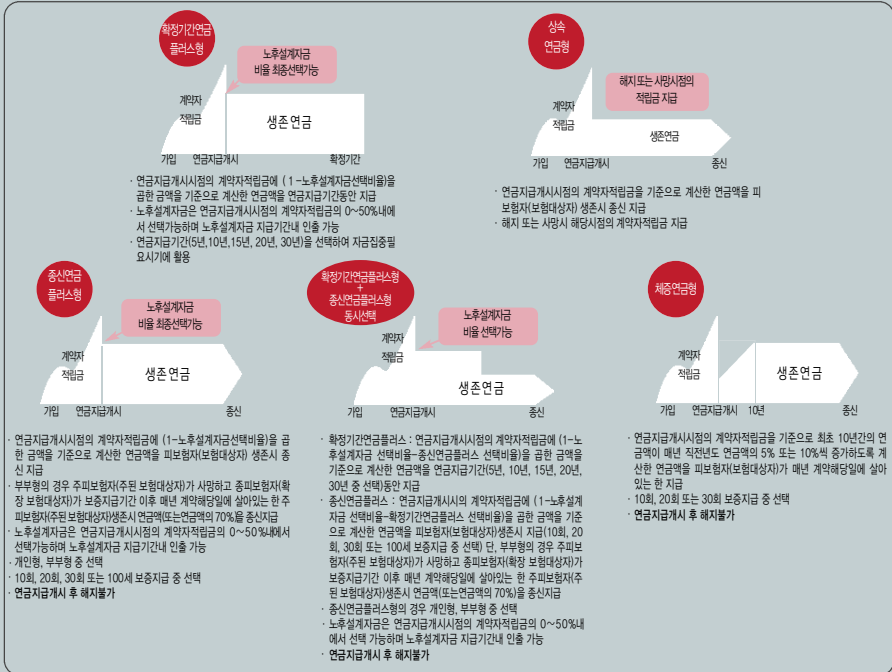 확정기간연금
플러스형
노후설계자금
비율 최종선택가능
계약자
적립금
생존연금
가입 연금지급개시 확정기간
· 연금지급개시시점의 계약자적립금에 (1-노후설계자금선택비율)을
곱한 금액을 기준으로 계산한 연금액을 연금지급기간동안 지급
· 노후설계자금은 연금지급개시시점의 계약자적립금의 0~50%내에
서 선택가능하며 노후설계자금 지급기간내 인출 가능
· 연금지급기간(5년,10년,15년, 20년, 30년)을 선택하여 자금집중필
요시기에 활용
상속
연금형
해지 또는 사망시점의
적립금 지급
계약자
적립금
생존연금
가입 연금지급개시 종신
· 연금지급개시시점의 계약자적립금을 기준으로 계산한 연금액을 피
보험자(보험대상자) 생존시 종신 지급
· 해지 또는 사망시 해당시점의 계약자적립금 지급
종신연금
플러스형
노후설계자금
비율 최종선택가능
계약자
적립금
생존연금
가입 연금지급개시 종신
· 연금지급개시시점의 계약자적립금에 (1-노후설계자금선택비율)을 곱
한 금액을 기준으로 계산한 연금액을 피보험자(보험대상자) 생존시 종
신 지급
· 부부형의 경우 주피보험자(주된 보험대상자)가 사망하고 종피보험자(확
장 보험대상자)가 보증지급기간 이후 매년 계약해당일에 살아있는 한 주
피보험자(주된 보험대상자)생존시 연금액(또는연금액의 70%)을 종신지급
· 노후설계자금은 연금지급개시시점의 계약자적립금의 0~50%내에서
선택가능하며 노후설계자금 지급기간내 인출 가능
· 개인형, 부부형 중 선택
· 10회, 20회, 30회 또는 100세 보증지급 중 선택
· 연금지급개시 후 해지불가
확정기간연금플러스형
+
종신연금플러스형
동시선택
노후설계자금
비율 선택가능
계약자
적립금
생존연금
가입 연금지급개시 종신
· 확정기간연금플러스 : 연금지급개시시점의 계약자적립금에 (1-노
후설계자금 선택비율-종신연금플러스 선택비율)을 곱한 금액을
기준으로 계산한 연금액을 연금지급기간(5년, 10년, 15년, 20년,
30년 중 선택)동안 지급
· 종신연금플러스 : 연금지급개시시의 계약자적립금에 (1-노후설계
자금 선택비율-확정기간연금플러스 선택비율)을 곱한 금액을 기준
으로 계산한 연금액을 피보험자(보험대상자)생존시 지급(10회, 20
회, 30회 또는 100세 보증지급 중 선택) 단, 부부형의 경우 주피보
험자(주된 보험대상자)가 사망하고 종피보험자(확장 보험대상자)가
보증지급기간 이후 매년 계약해당일에 살아있는 한 주피보험자(주
된 보험대상자)생존시 연금액(또는연금액의 70%)을 종신지급
· 종신연금플러스형의 경우 개인형, 부부형 중 선택
· 노후설계자금은 연금지급개시시점의 계약자적립금의 0~50%내
에서 선택 가능하며 노후설계자금 지급기간내 인출 가능
· 연금지급개시 후 해지불가
체증연금형
계약자
적립금
생존연금
가입 연금지급개시 10년 종신
· 연금지급개시시점의 계약자적립금을 기준으로 최초 10년간의 연
금액이 매년 직전년도 연금액의 5% 또는 10%씩 증가하도록 계
산한 연금액을 피보험자(보험대상자)가 매년 계약해당일에 살아
있는 한 지급
· 10회, 20회 또는 30회 보증지급 중 선택
· 연금지급개시 후 해지불가